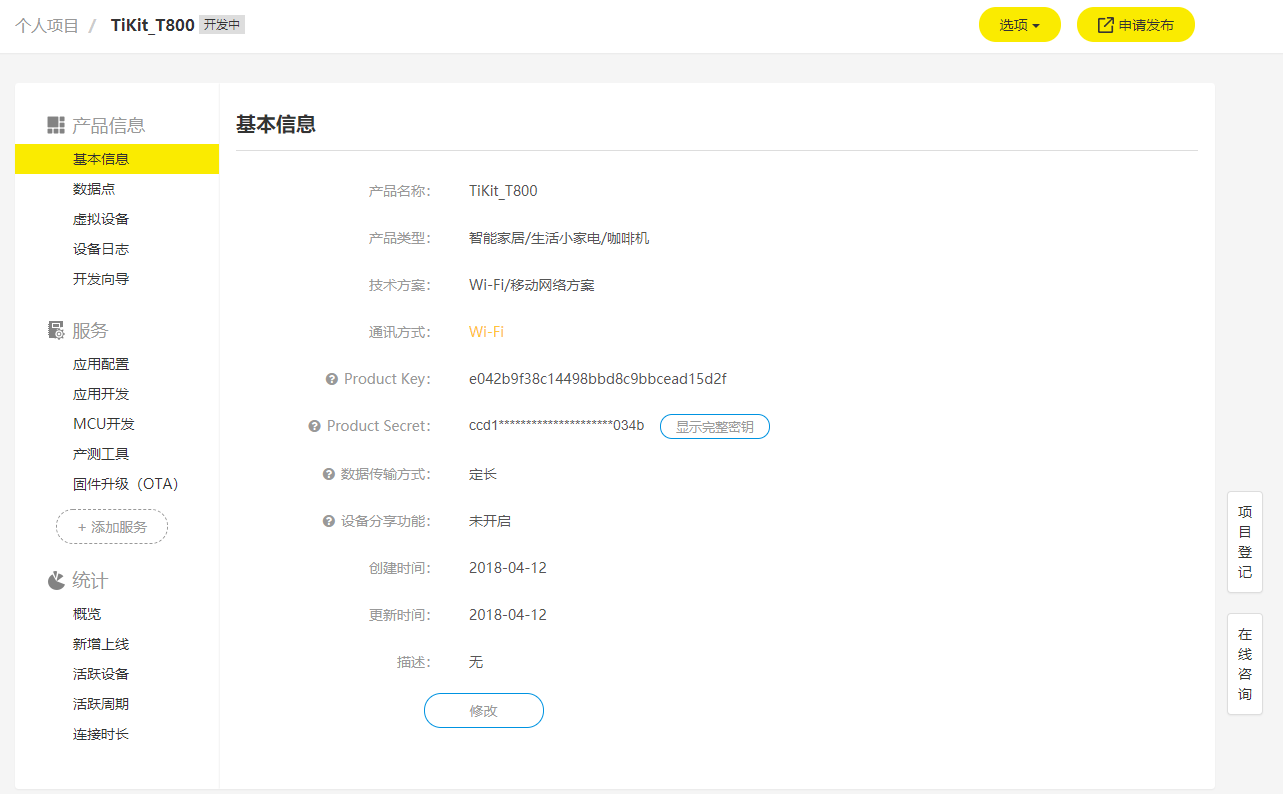 个人项目 / TiKit_T800 开发中
选项
申请发布
产品信息
基本信息
数据点
虚拟设备
设备日志
开发向导
服务
应用配置
应用开发
MCU开发
产测工具
固件升级（OTA）
+ 添加服务
统计
概览
新增上线
活跃设备
活跃周期
连接时长
基本信息
产品名称： TiKit_T800
产品类型： 智能家居/生活小家电/咖啡机
技术方案： Wi-Fi/移动网络方案
通讯方式： Wi-Fi
Product Key： e042b9f38c14498bbd8c9bbcead15d2f
Product Secret： ccd1**********************034b 显示完整密钥
数据传输方式： 定长
设备分享功能： 未开启
创建时间： 2018-04-12
更新时间： 2018-04-12
描述： 无
修改
项目登记
在线咨询